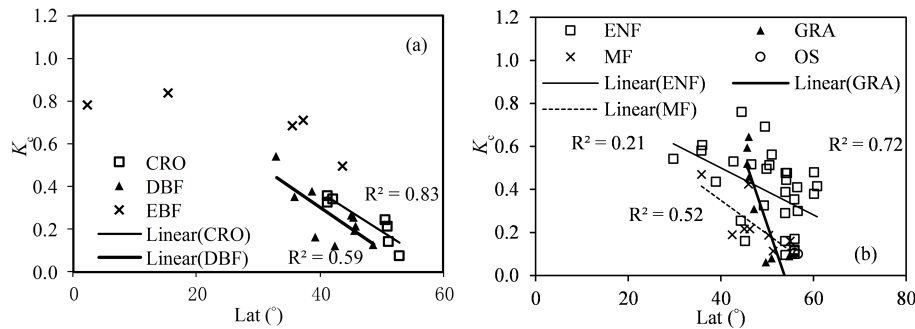 1.0
0.8
0.6
0.4
0.2
0.0
Kc
(a)
CRO
DBF
EBF
Linear(CRO)
Linear(DBF)
R² = 0.83
R² = 0.59
0
20
40
60
Lat (°)
1.2
1.0
0.8
0.6
0.4
0.2
0.0
Kc
ENF
GRA
MF
OS
Linear(ENF)
Linear(GRA)
Linear(MF)
R² = 0.21
R² = 0.72
R² = 0.52
(b)
0
20
40
60
80
Lat (°)